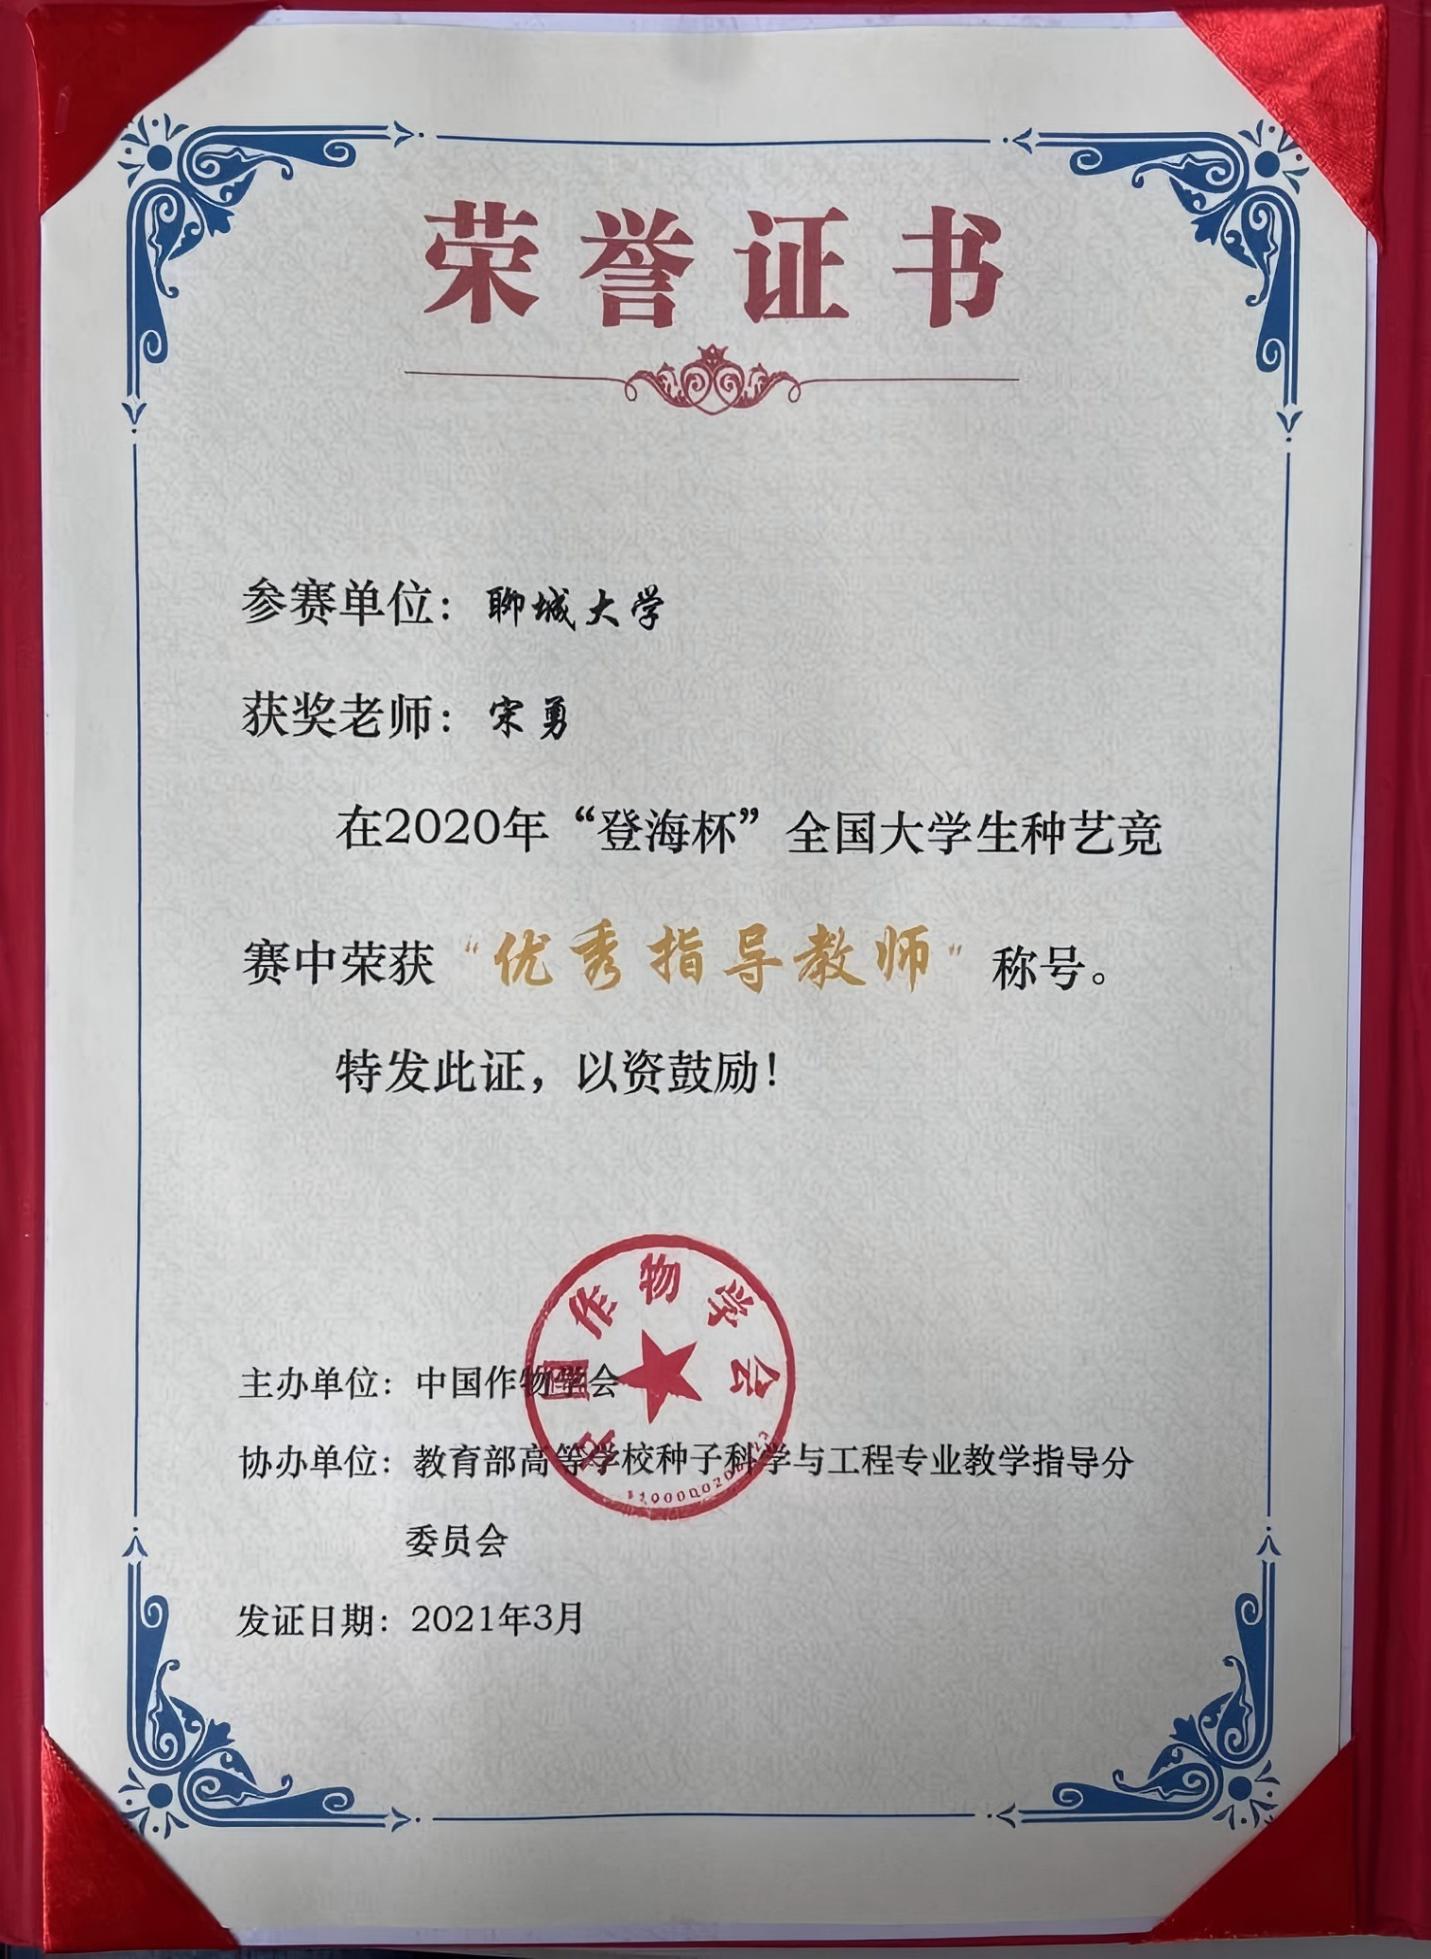 荣誉证书
参赛单位：聊城大学
获奖老师：宋勇
在2020年“登海杯”全国大学生种艺竞
赛中荣获“优秀指导教师”称号。
特发此证，以资鼓励！
中国作物学会
主办单位：中国作物学会
协办单位：教育部高等学校种子科学与工程专业教学指导分
委员会
发证日期：2021年3月